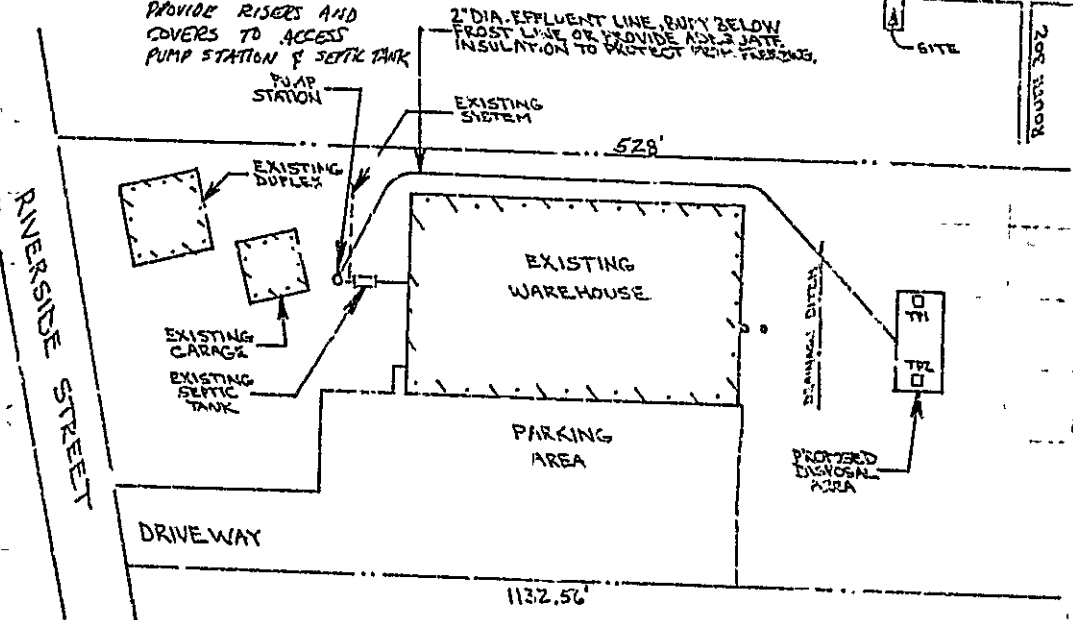 PROVIDE RISERS AND
COVERS TO ACCESS
PUMP STATION & SEPTIC TANK
2" DIA. EFFLUENT LINE, BURY BELOW
FROST LINE OR PROVIDE
INSULATION TO PROTECT FREEZING.
SITE
PUMP
STATION
EXISTING
SYSTEM
528'
EXISTING
DUPLEX
RIVERSIDE STREET
EXISTING
WAREHOUSE
DRAINAGE DITCH
TP1
TP2
EXISTING
GARAGE
EXISTING
SEPTIC
TANK
PARKING
AREA
PROPOSED
DISPOSAL
AREA
DRIVEWAY
1132.56'